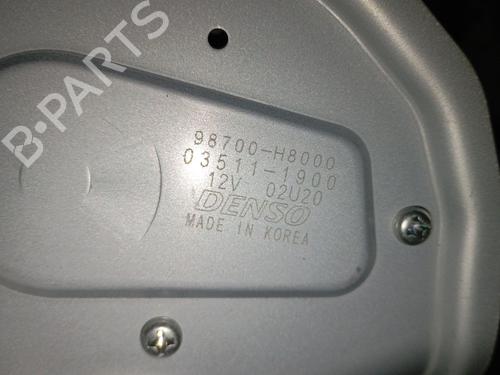 98700-H8000
03511-1900
12V 02U20
DENSO
MADE IN KOREA
B-Parts